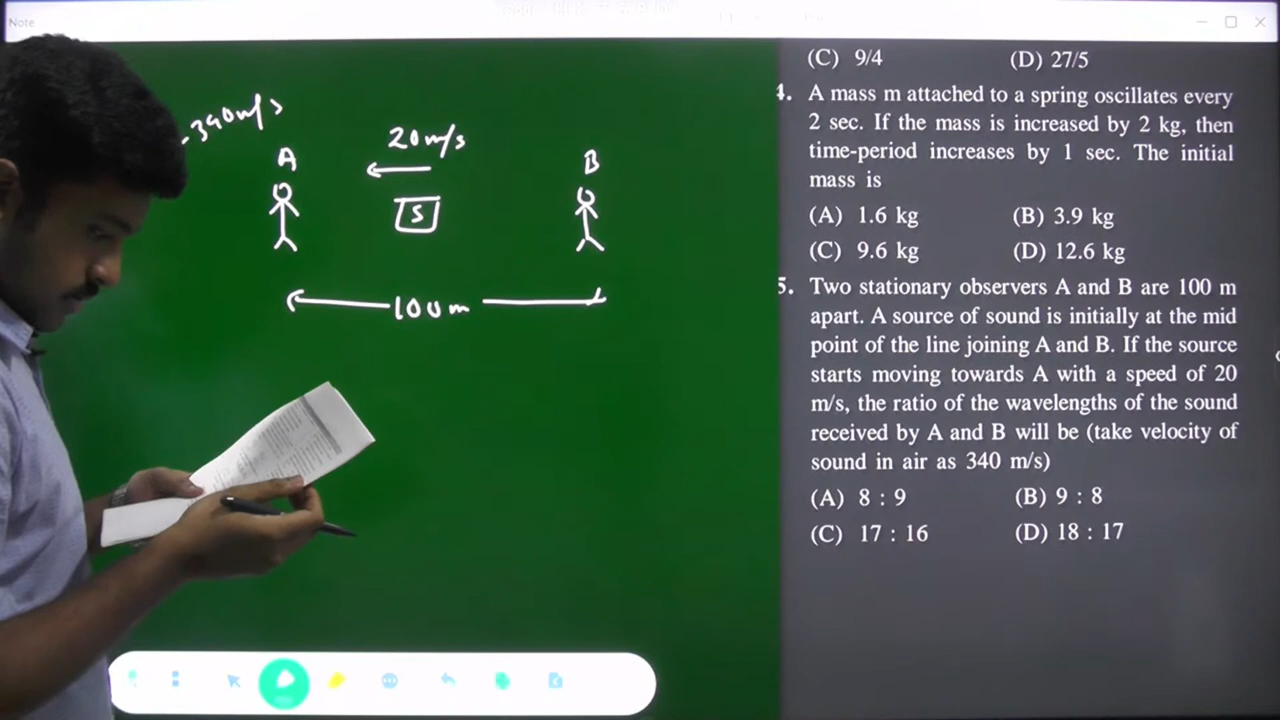 Note
340m/s
A
20m/s
B
S
100m
(C) 9/4 (D) 27/5
4. A mass m attached to a spring oscillates every
2 sec. If the mass is increased by 2 kg, then
time-period increases by 1 sec. The initial
mass is
(A) 1.6 kg (B) 3.9 kg
(C) 9.6 kg (D) 12.6 kg
5. Two stationary observers A and B are 100 m
apart. A source of sound is initially at the mid
point of the line joining A and B. If the source
starts moving towards A with a speed of 20
m/s, the ratio of the wavelengths of the sound
received by A and B will be (take velocity of
sound in air as 340 m/s)
(A) 8 : 9 (B) 9 : 8
(C) 17 : 16 (D) 18 : 17